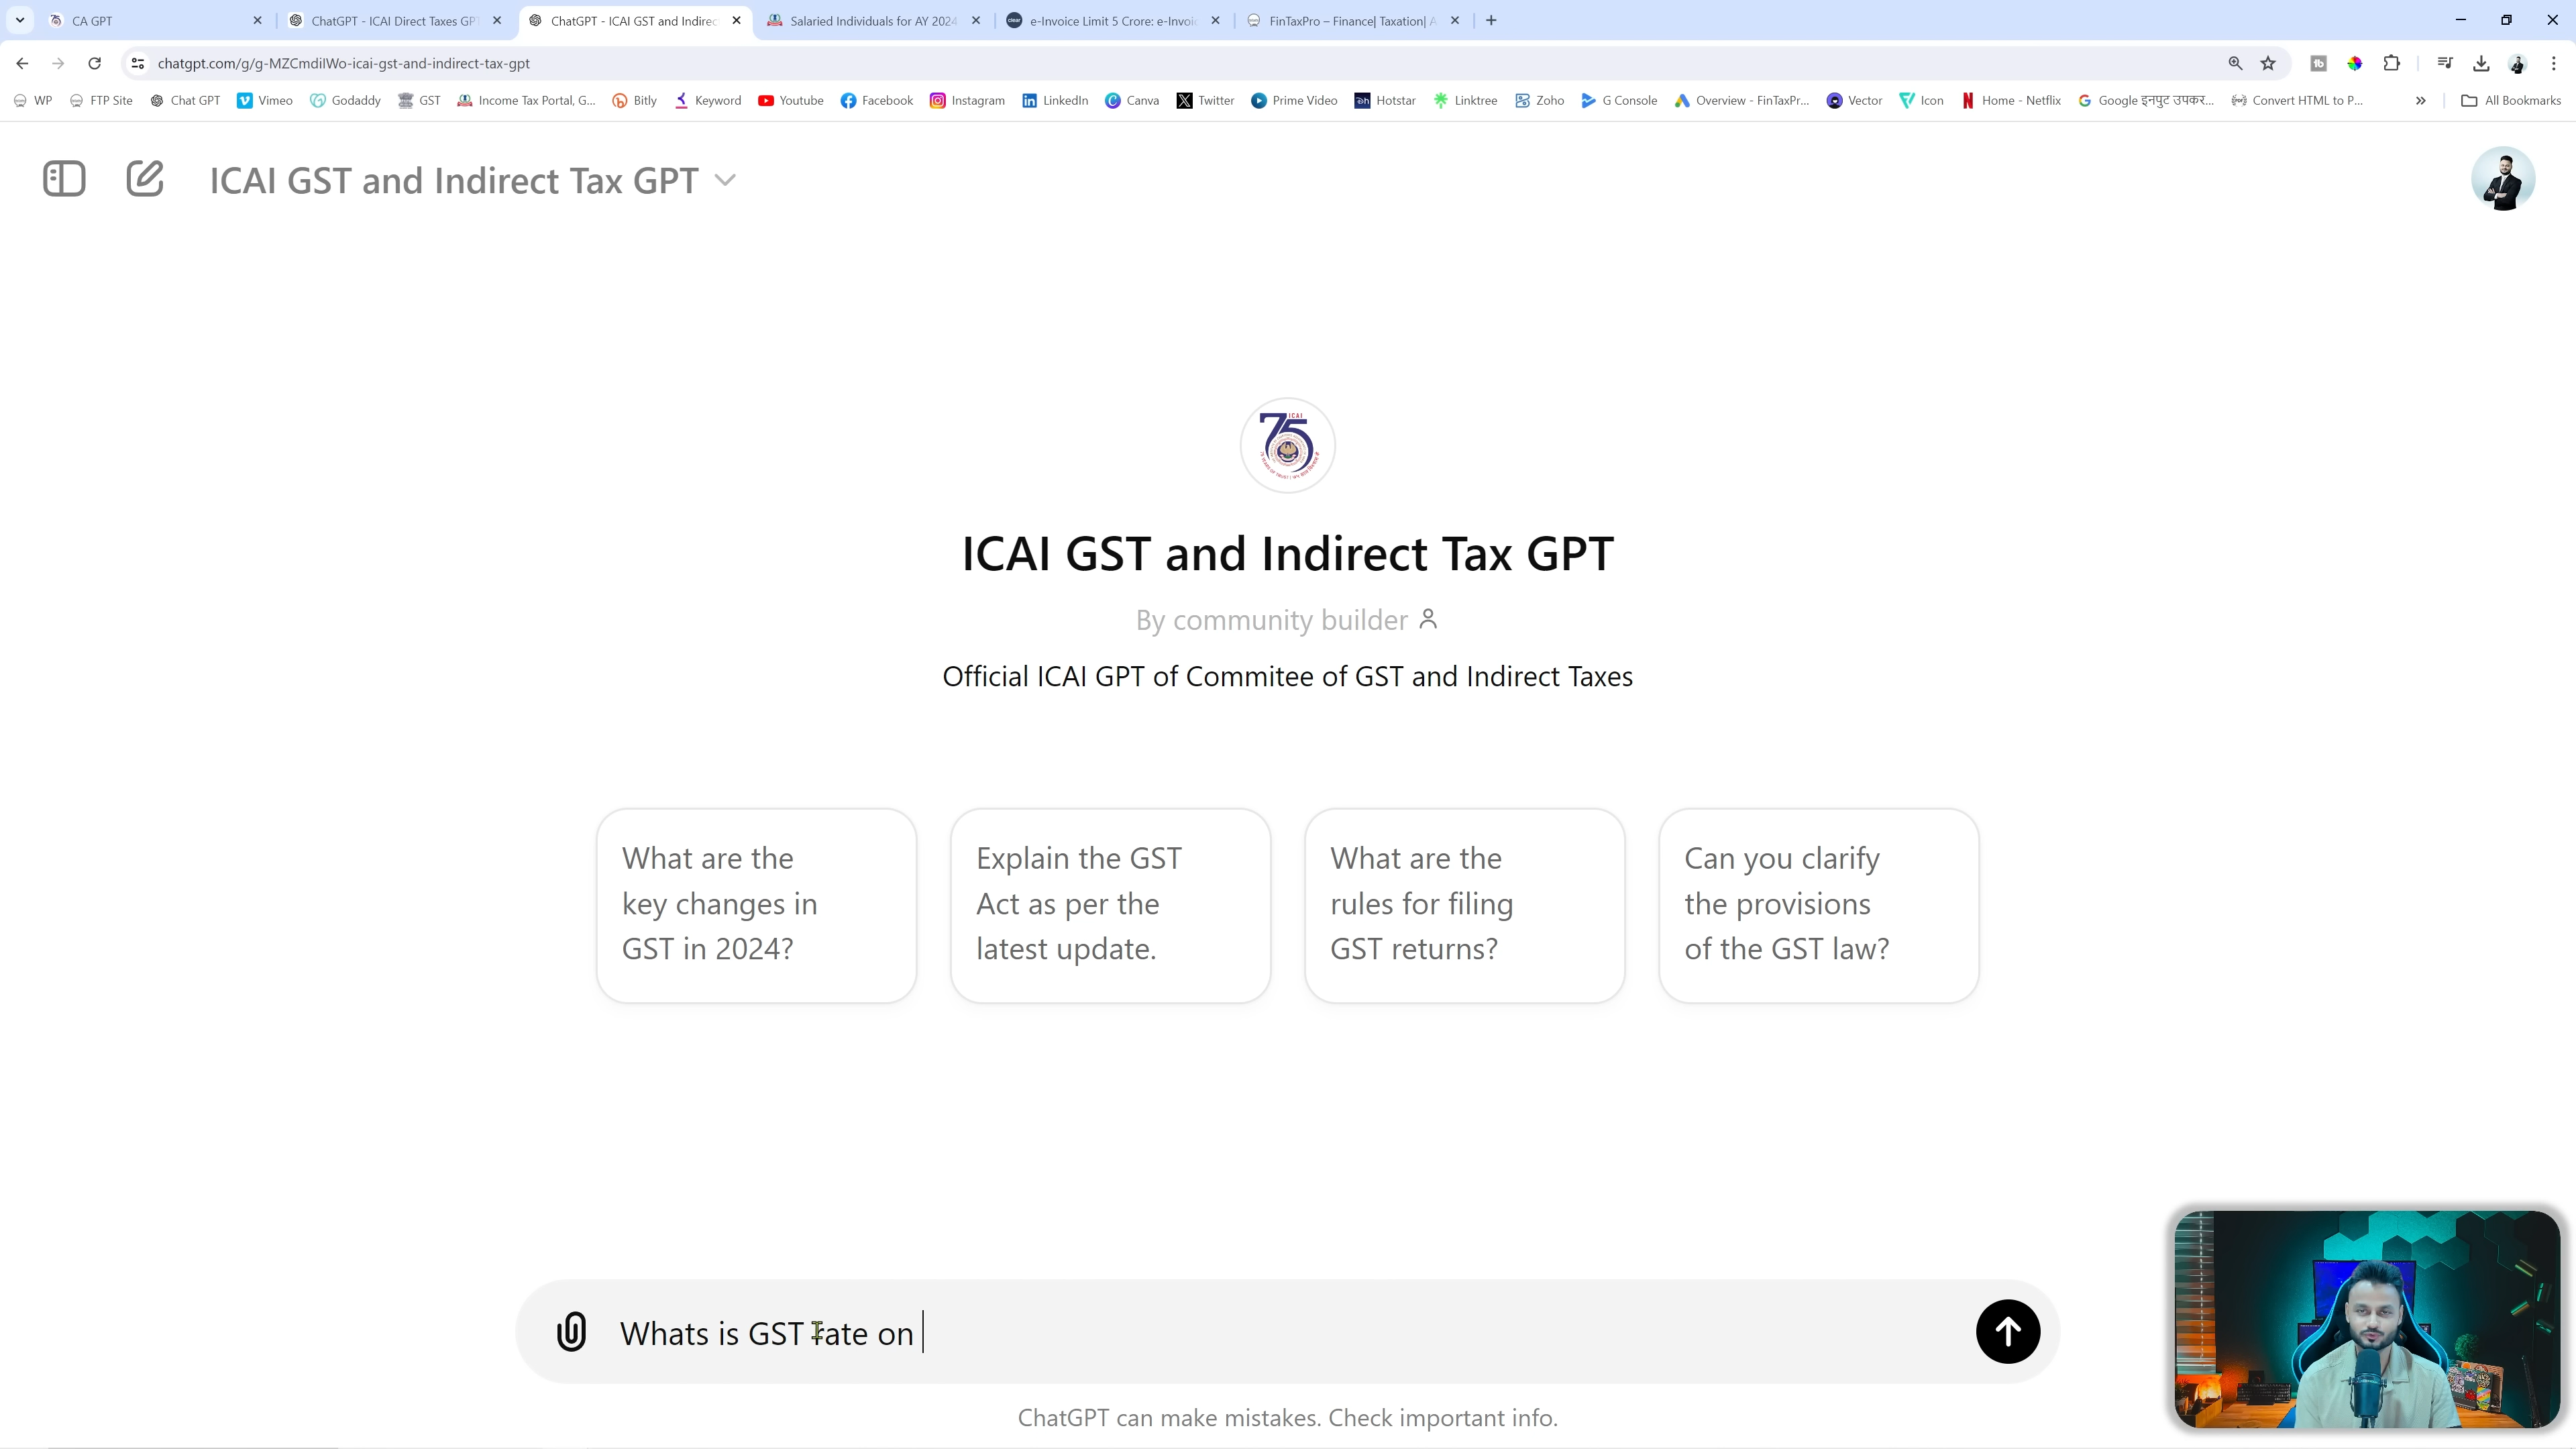 CA GPT
ChatGPT - ICAI Direct Taxes GP
ChatGPT - ICAI GST and Indirec
Salaried Individuals for AY 2024
e-Invoice Limit 5 Crore: e-Invoic
FinTaxPro – Finance| Taxation| A
chatgpt.com/g/g-MZCmdiIWo-icai-gst-and-indirect-tax-gpt
WP FTP Site Chat GPT Vimeo Godaddy GST Income Tax Portal, G... Bitly Keyword Youtube Facebook Instagram LinkedIn Canva Twitter Prime Video Hotstar Linktree Zoho G Console Overview - FinTaxPr... Vector Icon Home - Netflix Google इनपुट उपकर... Convert HTML to P... » All Bookmarks
ICAI GST and Indirect Tax GPT
ICAI
75
ICAI GST and Indirect Tax GPT
By community builder
Official ICAI GPT of Commitee of GST and Indirect Taxes
What are the
key changes in
GST in 2024?
Explain the GST
Act as per the
latest update.
What are the
rules for filing
GST returns?
Can you clarify
the provisions
of the GST law?
Whats is GST rate on
ChatGPT can make mistakes. Check important info.